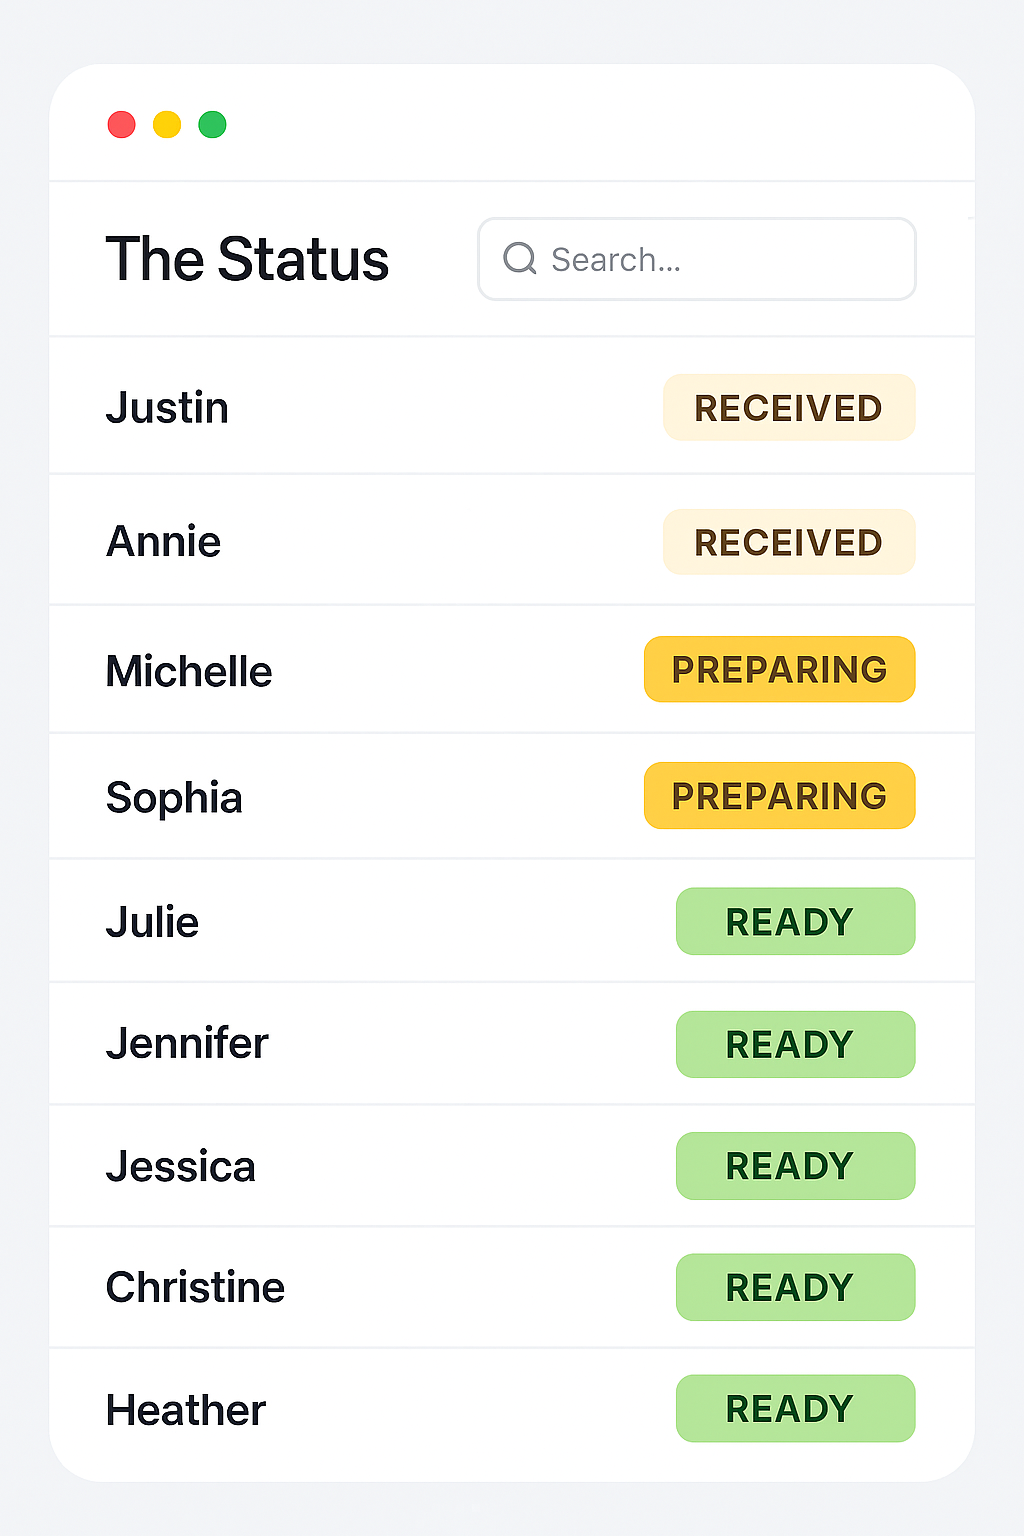 The Status
Search...
Justin RECEIVED
Annie RECEIVED
Michelle PREPARING
Sophia PREPARING
Julie READY
Jennifer READY
Jessica READY
Christine READY
Heather READY